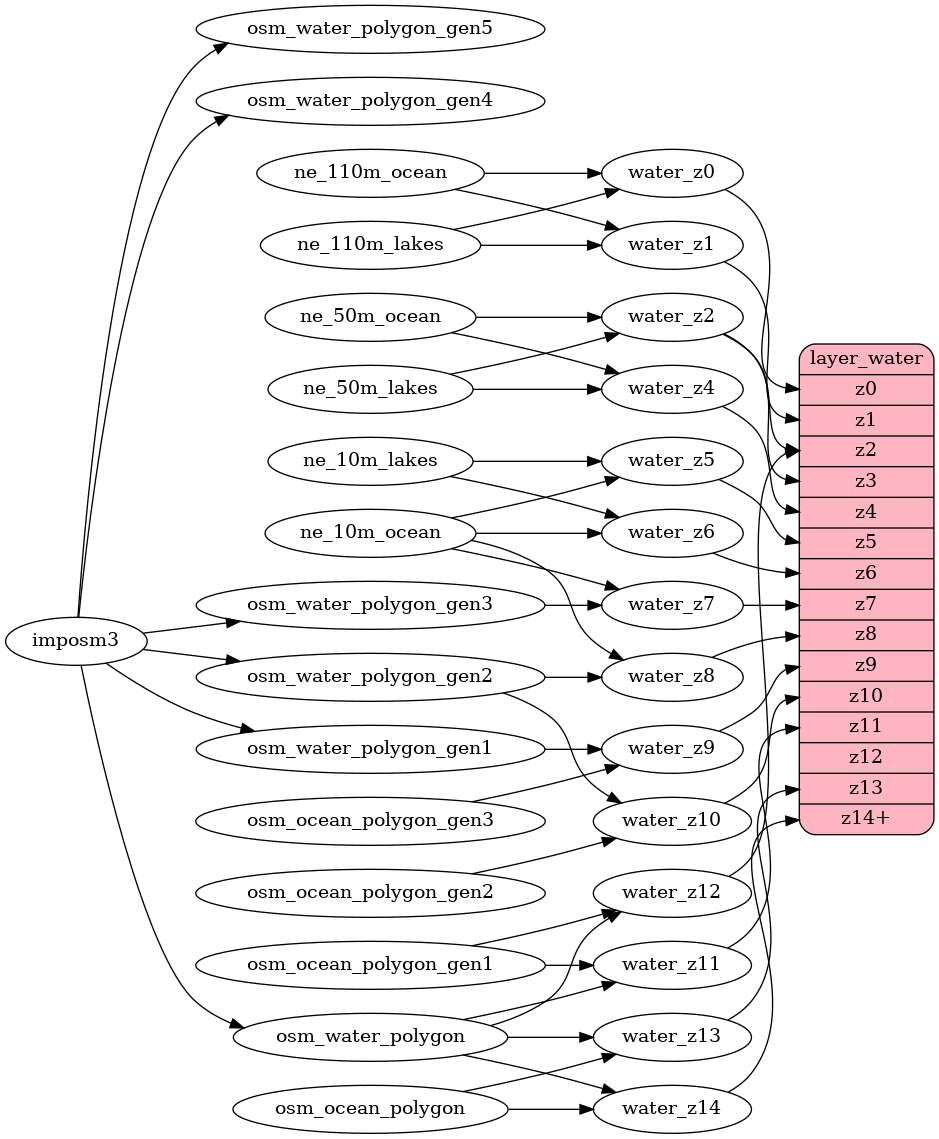 osm_water_polygon_gen5
osm_water_polygon_gen4
ne_110m_ocean
water_z0
ne_110m_lakes
water_z1
ne_50m_ocean
water_z2
ne_50m_lakes
water_z4
ne_10m_lakes
water_z5
ne_10m_ocean
water_z6
osm_water_polygon_gen3
water_z7
imposm3
osm_water_polygon_gen2
water_z8
osm_water_polygon_gen1
water_z9
osm_ocean_polygon_gen3
water_z10
osm_ocean_polygon_gen2
water_z12
osm_ocean_polygon_gen1
water_z11
osm_water_polygon
water_z13
osm_ocean_polygon
water_z14
layer_water
z0
z1
z2
z3
z4
z5
z6
z7
z8
z9
z10
z11
z12
z13
z14+